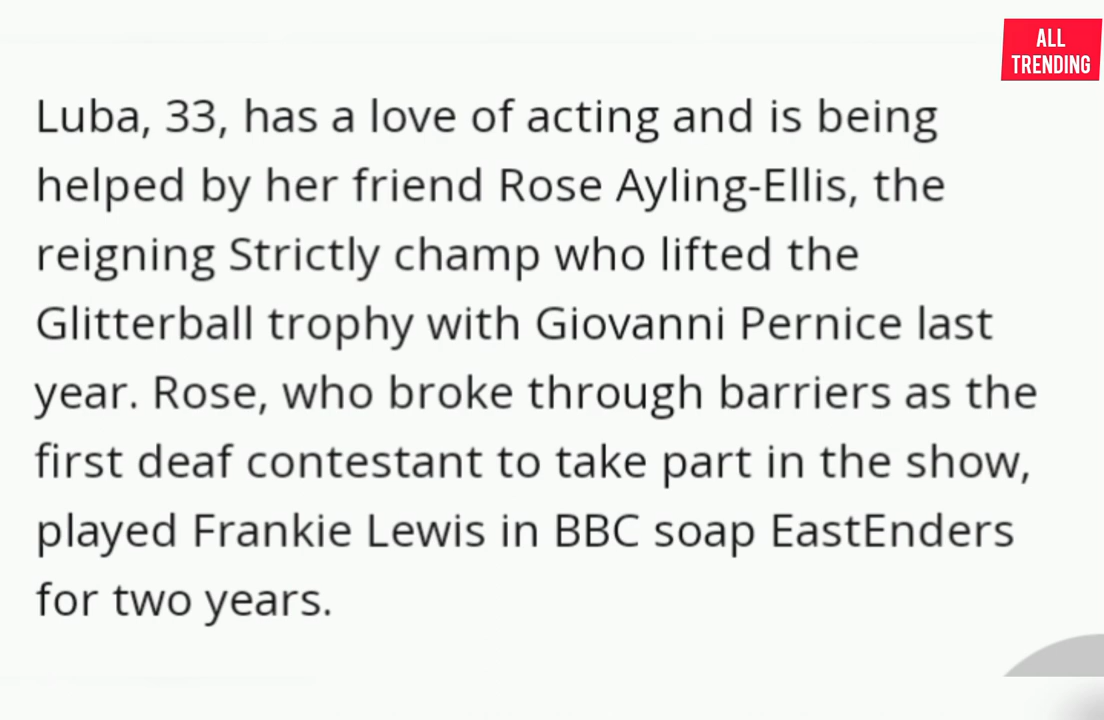 ALL
TRENDING
Luba, 33, has a love of acting and is being
helped by her friend Rose Ayling-Ellis, the
reigning Strictly champ who lifted the
Glitterball trophy with Giovanni Pernice last
year. Rose, who broke through barriers as the
first deaf contestant to take part in the show,
played Frankie Lewis in BBC soap EastEnders
for two years.